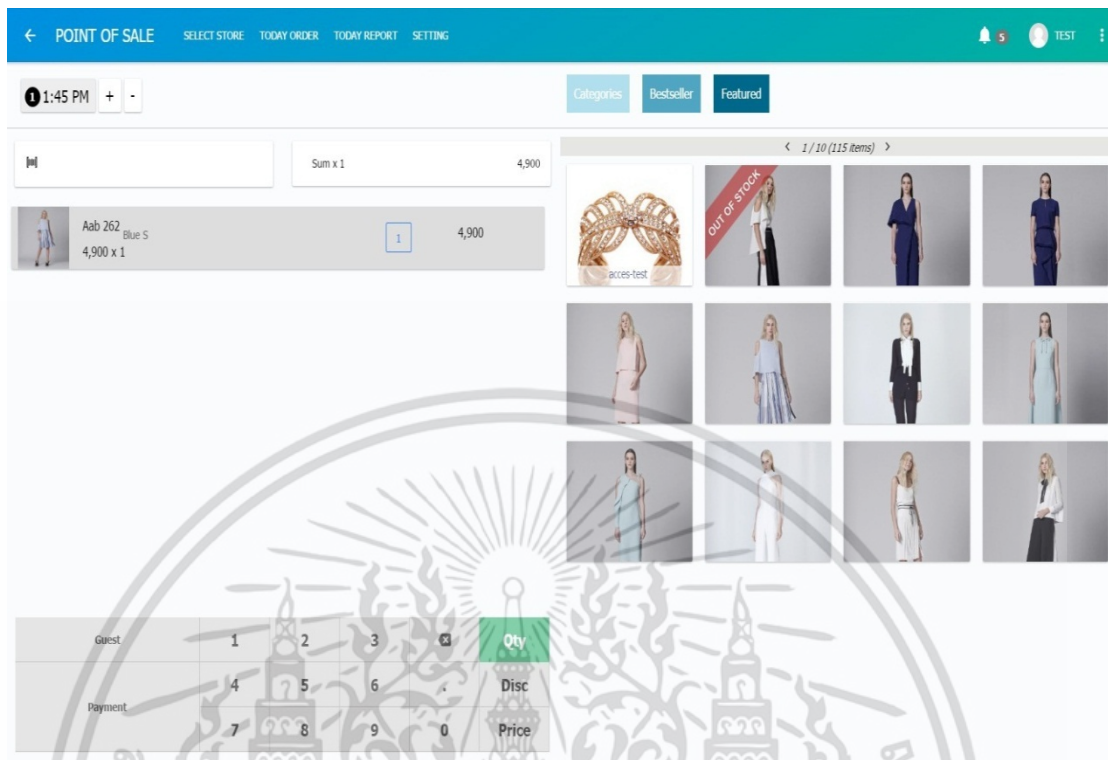 POINT OF SALE SELECT STORE TODAY ORDER TODAY REPORT SETTING 5 TEST
1 1:45 PM + - Categories Bestseller Featured
< 1 / 10 (115 items) >
Sum x 1 4,900
OUT OF STOCK
Aab 262 Blue S 1 4,900
4,900 x 1
acces-test
Guest 1 2 3 Qty
4 5 6 . Disc
Payment
7 8 9 0 Price